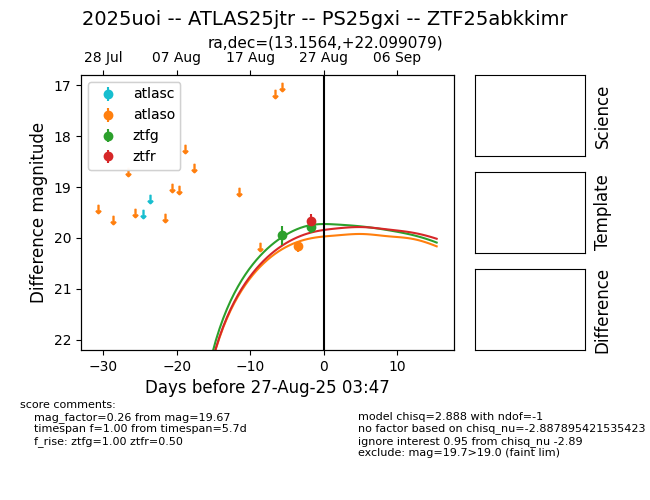 2025uoi -- ATLAS25jtr -- PS25gxi -- ZTF25abkkimr
ra,dec=(13.1564,+22.099079)
28 Jul 07 Aug 17 Aug 27 Aug 06 Sep
17
18
19
20
21
22
Difference magnitude
atlasc
atlaso
ztfg
ztfr
−30 −20 −10 0 10
Days before 27-Aug-25 03:47
Science
Template
Difference
score comments:
mag_factor=0.26 from mag=19.67
timespan f=1.00 from timespan=5.7d
f_rise: ztfg=1.00 ztfr=0.50
model chisq=2.888 with ndof=-1
no factor based on chisq_nu=-2.887895421535423
ignore interest 0.95 from chisq_nu -2.89
exclude: mag=19.7>19.0 (faint lim)